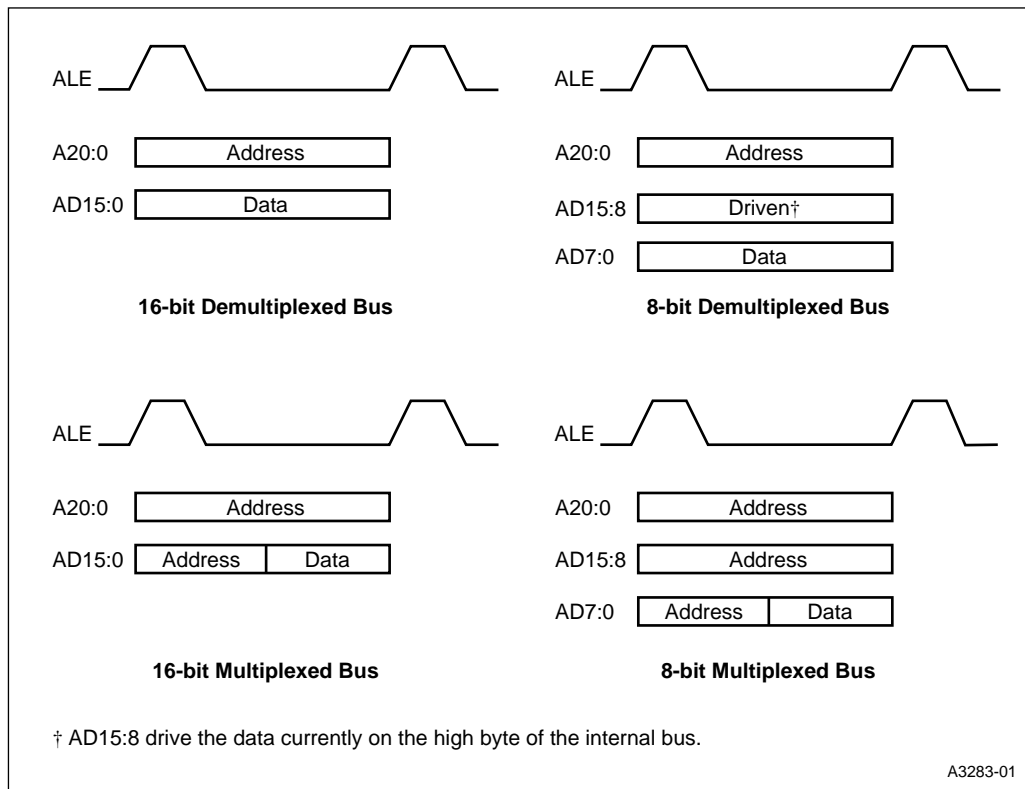 ALE
A20:0 Address
AD15:0 Data
16-bit Demultiplexed Bus
ALE
A20:0 Address
AD15:8 Driven†
AD7:0 Data
8-bit Demultiplexed Bus
ALE
A20:0 Address
AD15:0 Address Data
16-bit Multiplexed Bus
ALE
A20:0 Address
AD15:8 Address
AD7:0 Address Data
8-bit Multiplexed Bus
† AD15:8 drive the data currently on the high byte of the internal bus.
A3283-01